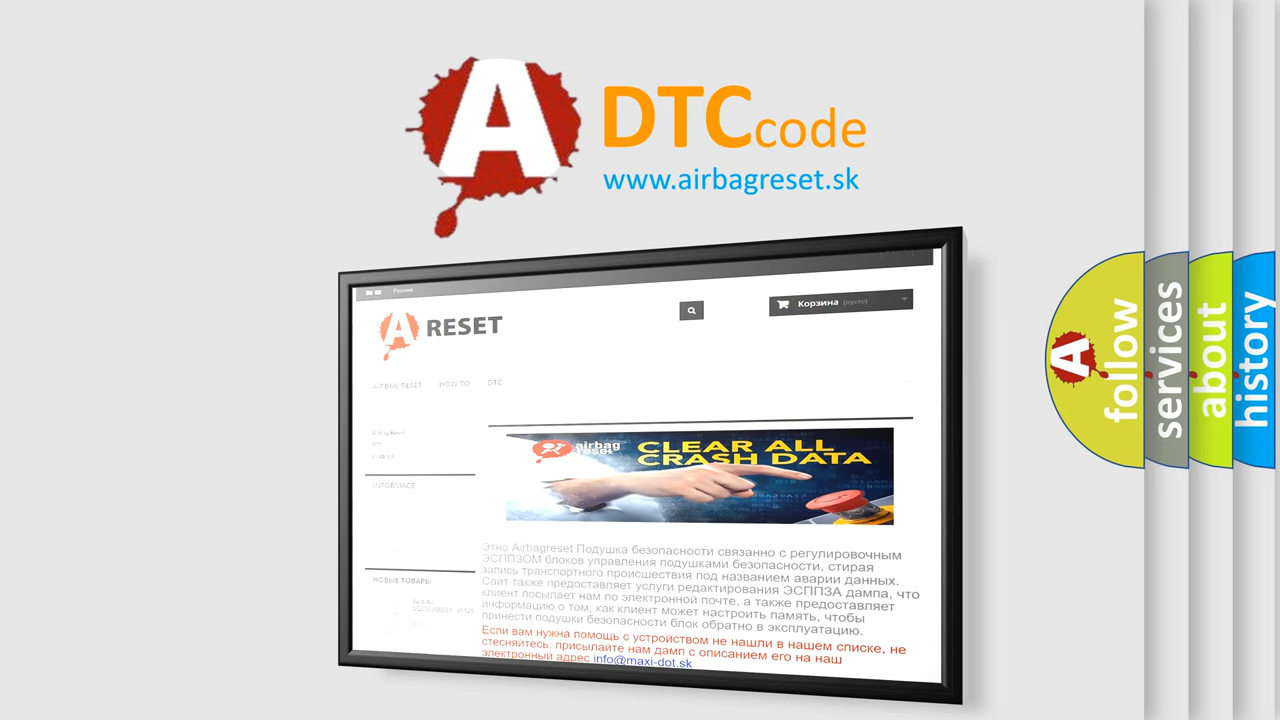 A
DTC code
www.airbagreset.sk
Русский
A RESET
Корзина (пусто)
AIRBAG RESET HOW TO DTC
INFORMACE
airbag
reset
CLEAR ALL
CRASH DATA
Этно Airbagreset Подушка безопасности связанно с регулировочным
ЭСППЗОМ блоков управления подушками безопасности, стирая
запись транспортного происшествия под названием аварии данных.
Сайт также предоставляет услуги редактирования ЭСППЗА дампа, что
клиент посылает нам по электронной почте, а также предоставляет
информацию о том, как клиент может настроить память, чтобы
принести подушки безопасности блок обратно в эксплуатацию.
НОВЫЕ ТОВАРЫ
Если вам нужна помощь с устройством не нашли в нашем списке, не
стесняйтесь, присылайте нам дамп с описанием его на наш
электронный адрес info@maxi-dot.sk
A
follow
services
about
history